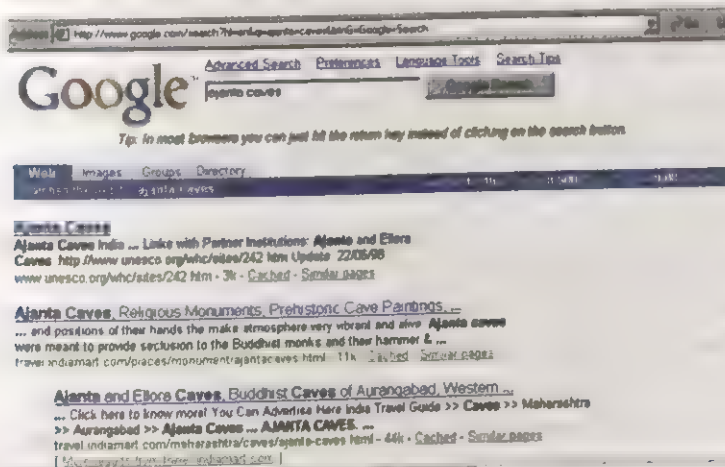 Address http://www.google.com/search?
Advanced Search Preferences Language Tools Search Tips
Google
ajanta caves
Google Search
Tip: In most browsers you can just hit the return key instead of clicking on the search button.
Web Images Groups Directory
ajanta caves
Ajanta Caves
Ajanta Caves India ... Links with Partner Institutions: Ajanta and Ellora
Caves http://www.unesco.org/whc/sites/242.htm Update 22/06/98
www.unesco.org/whc/sites/242.htm - 3k - Cached - Similar pages
Ajanta Caves, Religious Monuments, Prehistoric Cave Paintings, ...
... and positions of their hands the make atmosphere very vibrant and alive Ajanta caves
were meant to provide seclusion to the Buddhist monks and their hammer & ...
travel.indiamart.com/places/monument/ajantacaves.html - 11k - Cached - Similar pages
Ajanta and Ellora Caves, Buddhist Caves of Aurangabad, Western ...
... Click here to know more! You Can Advertise Here India Travel Guide >> Caves >> Maharashtra
>> Aurangabad >> Ajanta Caves ... AJANTA CAVES. ...
travel.indiamart.com/maharashtra/caves/ajanta-caves.html - 44k - Cached - Similar pages